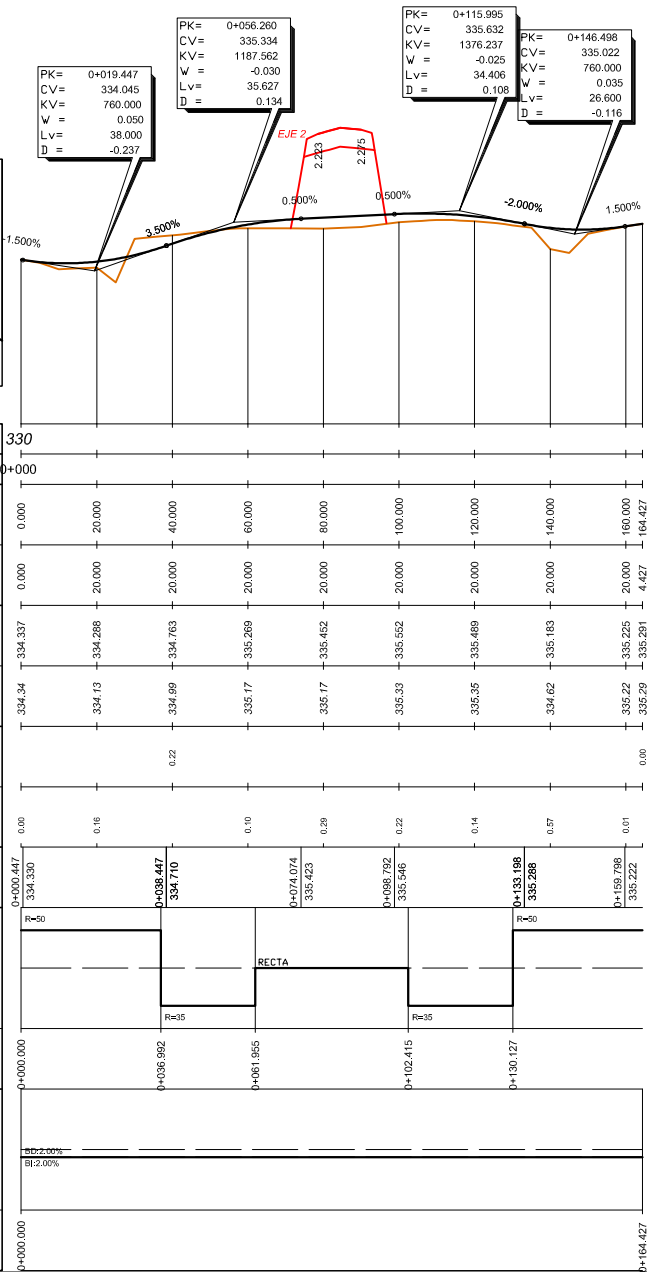 PK= 0+019.447
CV= 334.045
KV= 760.000
W = 0.050
Lv= 38.000
D = -0.237
PK= 0+056.260
CV= 335.334
KV= 1187.562
W = -0.030
Lv= 35.627
D = 0.134
PK= 0+115.995
CV= 335.632
KV= 1376.237
W = -0.025
Lv= 34.406
D = 0.108
PK= 0+146.498
CV= 335.022
KV= 760.000
W = 0.035
Lv= 26.600
D = -0.116
EJE 2
2.223
2.275
-1.500%
3.500%
0.500%
0.500%
-2.000%
1.500%
330
0+000
0.000 20.000 40.000 60.000 80.000 100.000 120.000 140.000 160.000 164.427
0.000 20.000 20.000 20.000 20.000 20.000 20.000 20.000 20.000 4.427
334.337 334.288 334.763 335.269 335.452 335.552 335.489 335.183 335.225 335.291
334.34 334.13 334.99 335.17 335.17 335.33 335.35 334.62 335.22 335.29
0.22 0.00
0.00 0.16 0.10 0.29 0.22 0.14 0.57 0.01
0+000.447 0+038.447 0+074.074 0+098.792 0+133.198 0+159.798
334.330 334.710 335.423 335.546 335.288 335.222
R=50 R=50
RECTA
R=35 R=35
0+000.000 0+036.992 0+061.955 0+102.415 0+130.127
BD:2.00%
BI:2.00%
0+000.000 0+164.427